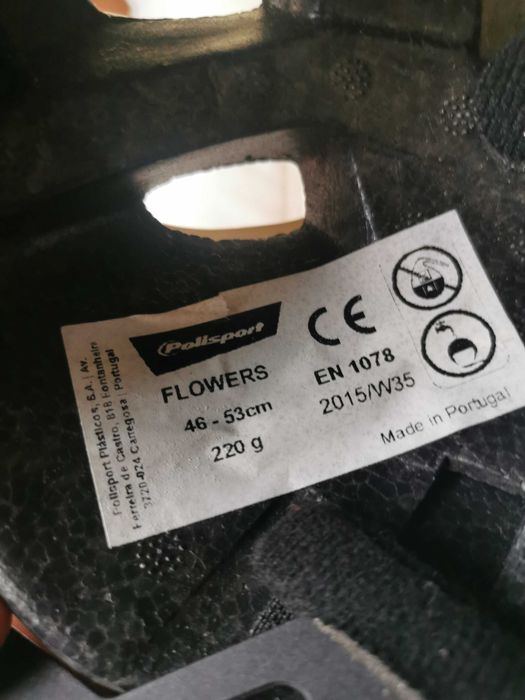 Polisport
FLOWERS
46 - 53cm
220 g
CE
EN 1078
2015/W35
Made in Portugal
Polisport Plásticos, S.A. | Av.
Ferreira de Castro, 818 Fontanheira
3720-024 Carregosa | Portugal